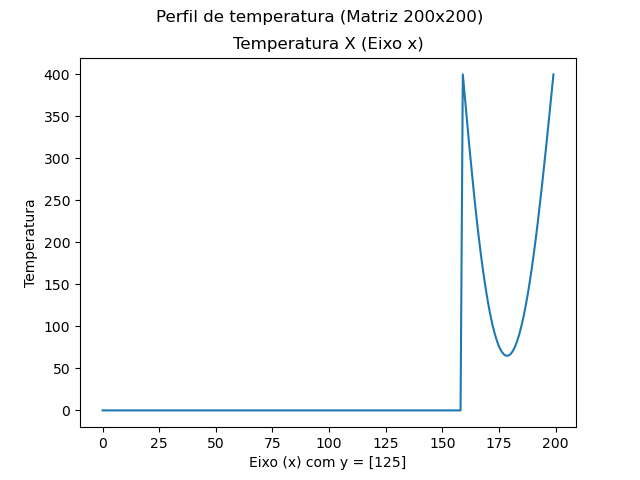 Perfil de temperatura (Matriz 200x200)
Temperatura X (Eixo x)
400
350
300
250
200
150
100
50
0
Temperatura
0 25 50 75 100 125 150 175 200
Eixo (x) com y = [125]